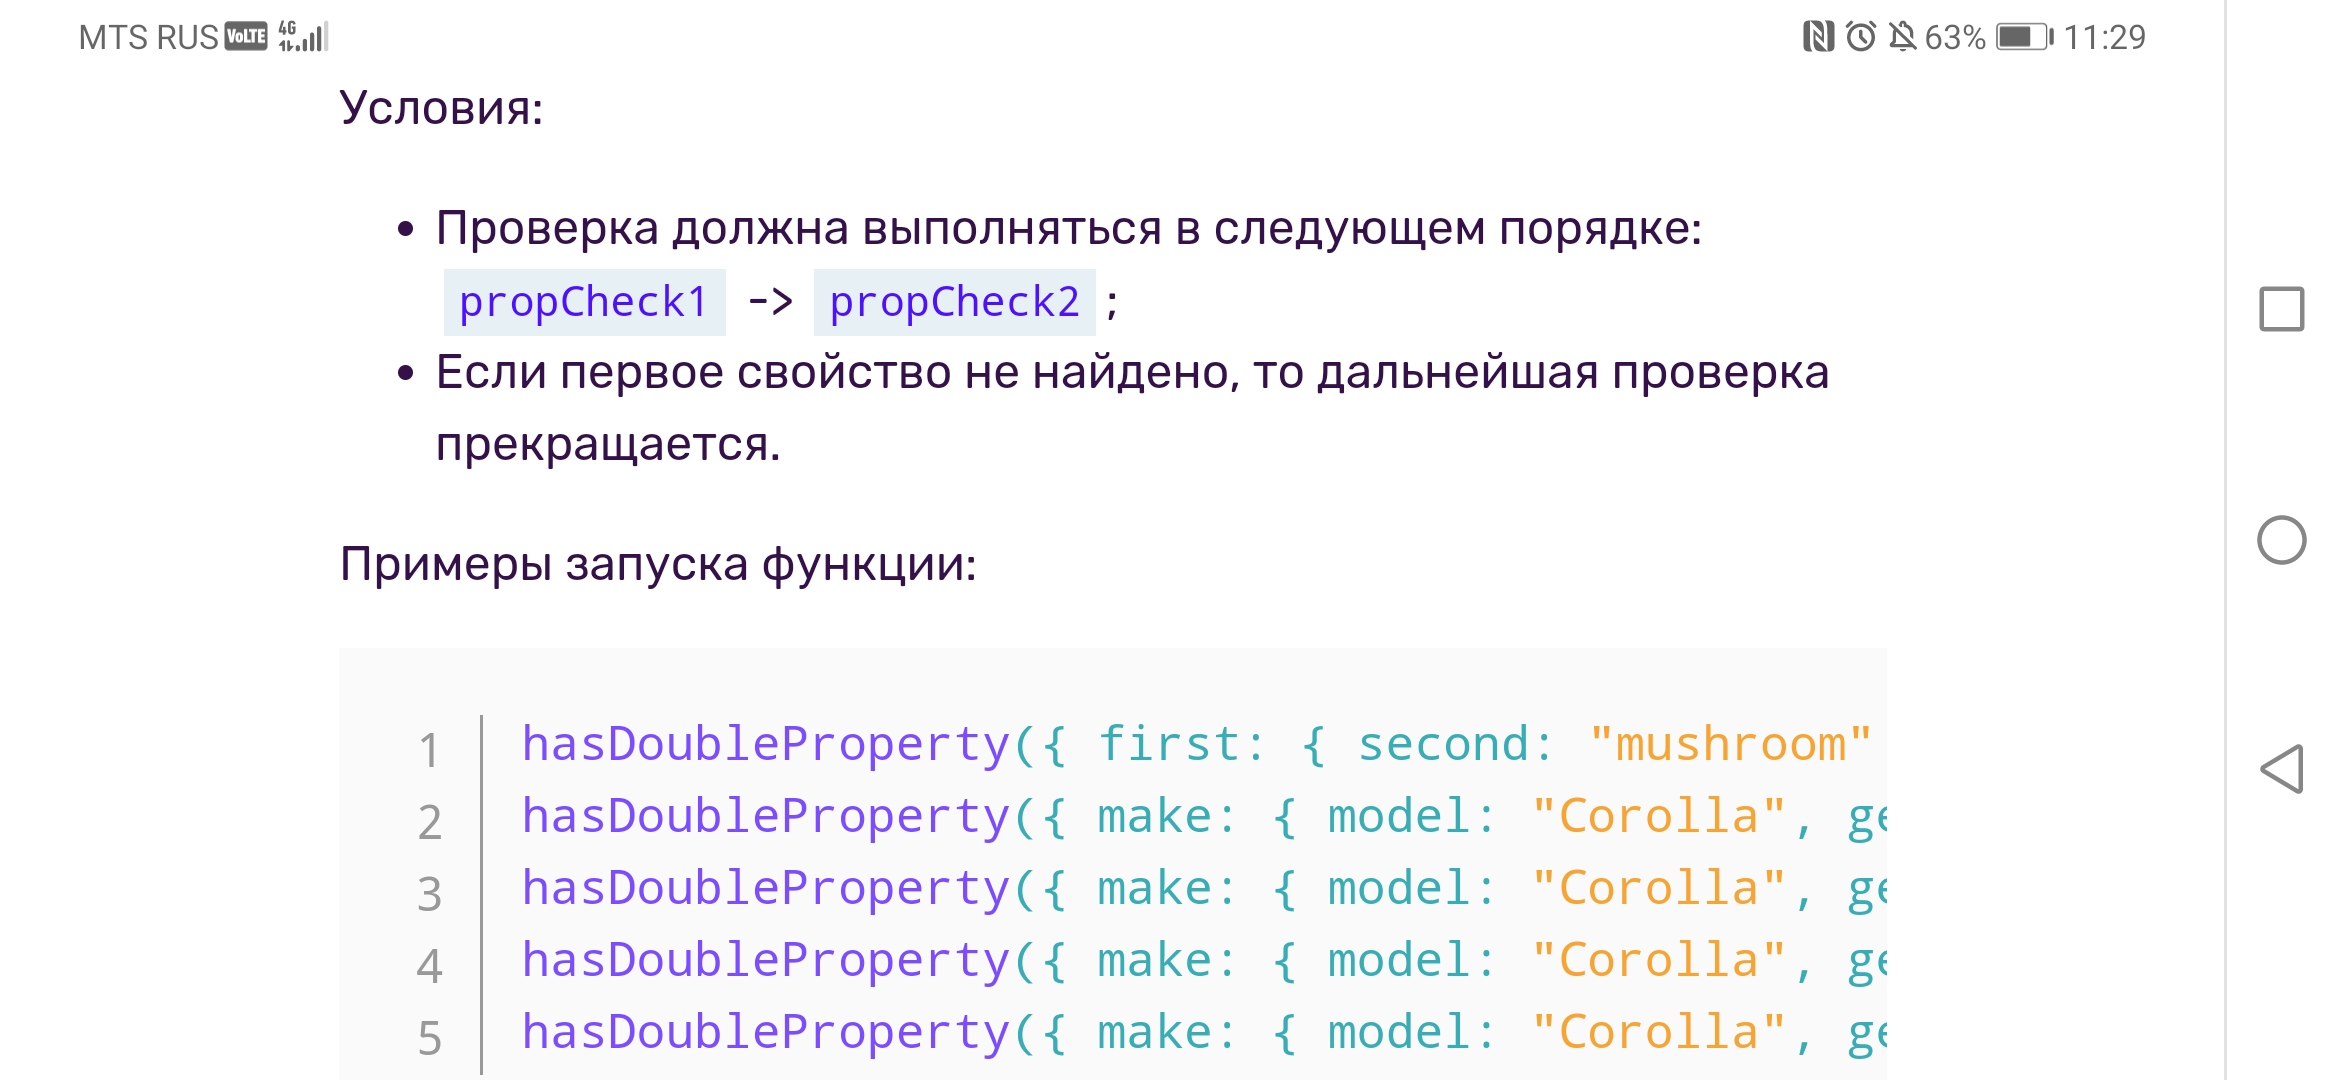 MTS RUS VoLTE 4G 63% 11:29
Условия:
• Проверка должна выполняться в следующем порядке:
propCheck1 -> propCheck2 ;
• Если первое свойство не найдено, то дальнейшая проверка
прекращается.
Примеры запуска функции:
1 hasDoubleProperty({ first: { second: "mushroom"
2 hasDoubleProperty({ make: { model: "Corolla", ge
3 hasDoubleProperty({ make: { model: "Corolla", ge
4 hasDoubleProperty({ make: { model: "Corolla", ge
5 hasDoubleProperty({ make: { model: "Corolla", ge